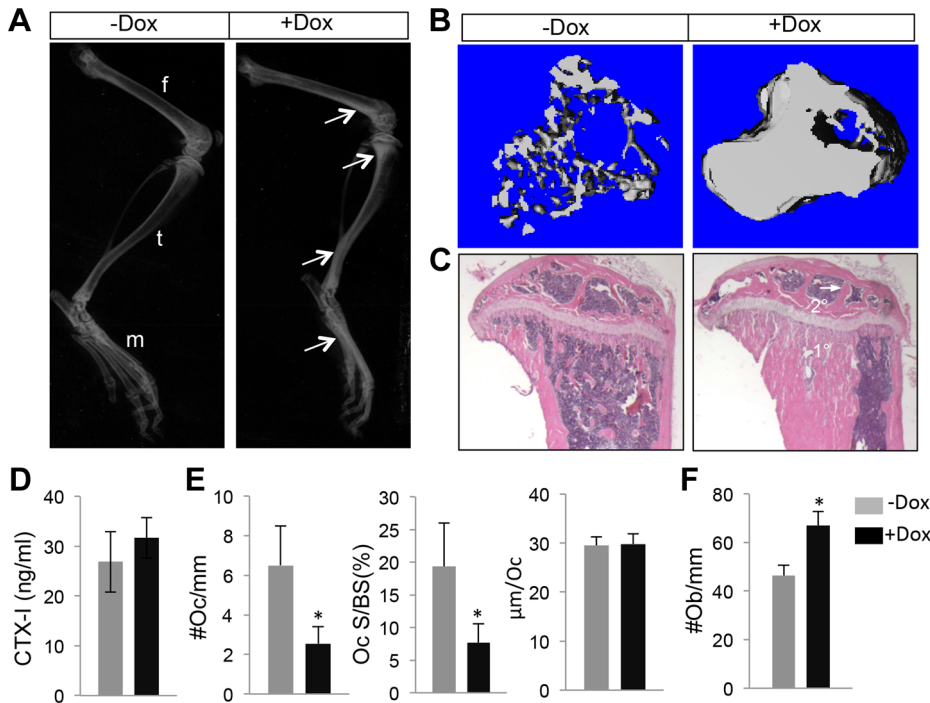 A
-Dox
+Dox
f
t
m
B
-Dox
+Dox
C
2°
1°
D
CTX-I (ng/ml)
40
30
20
10
0
E
#Oc/mm
10
8
6
4
2
0
*
Oc S/BS(%)
30
25
20
15
10
5
0
*
µm/Oc
40
30
20
10
0
F
#Ob/mm
80
60
40
20
0
*
-Dox
+Dox